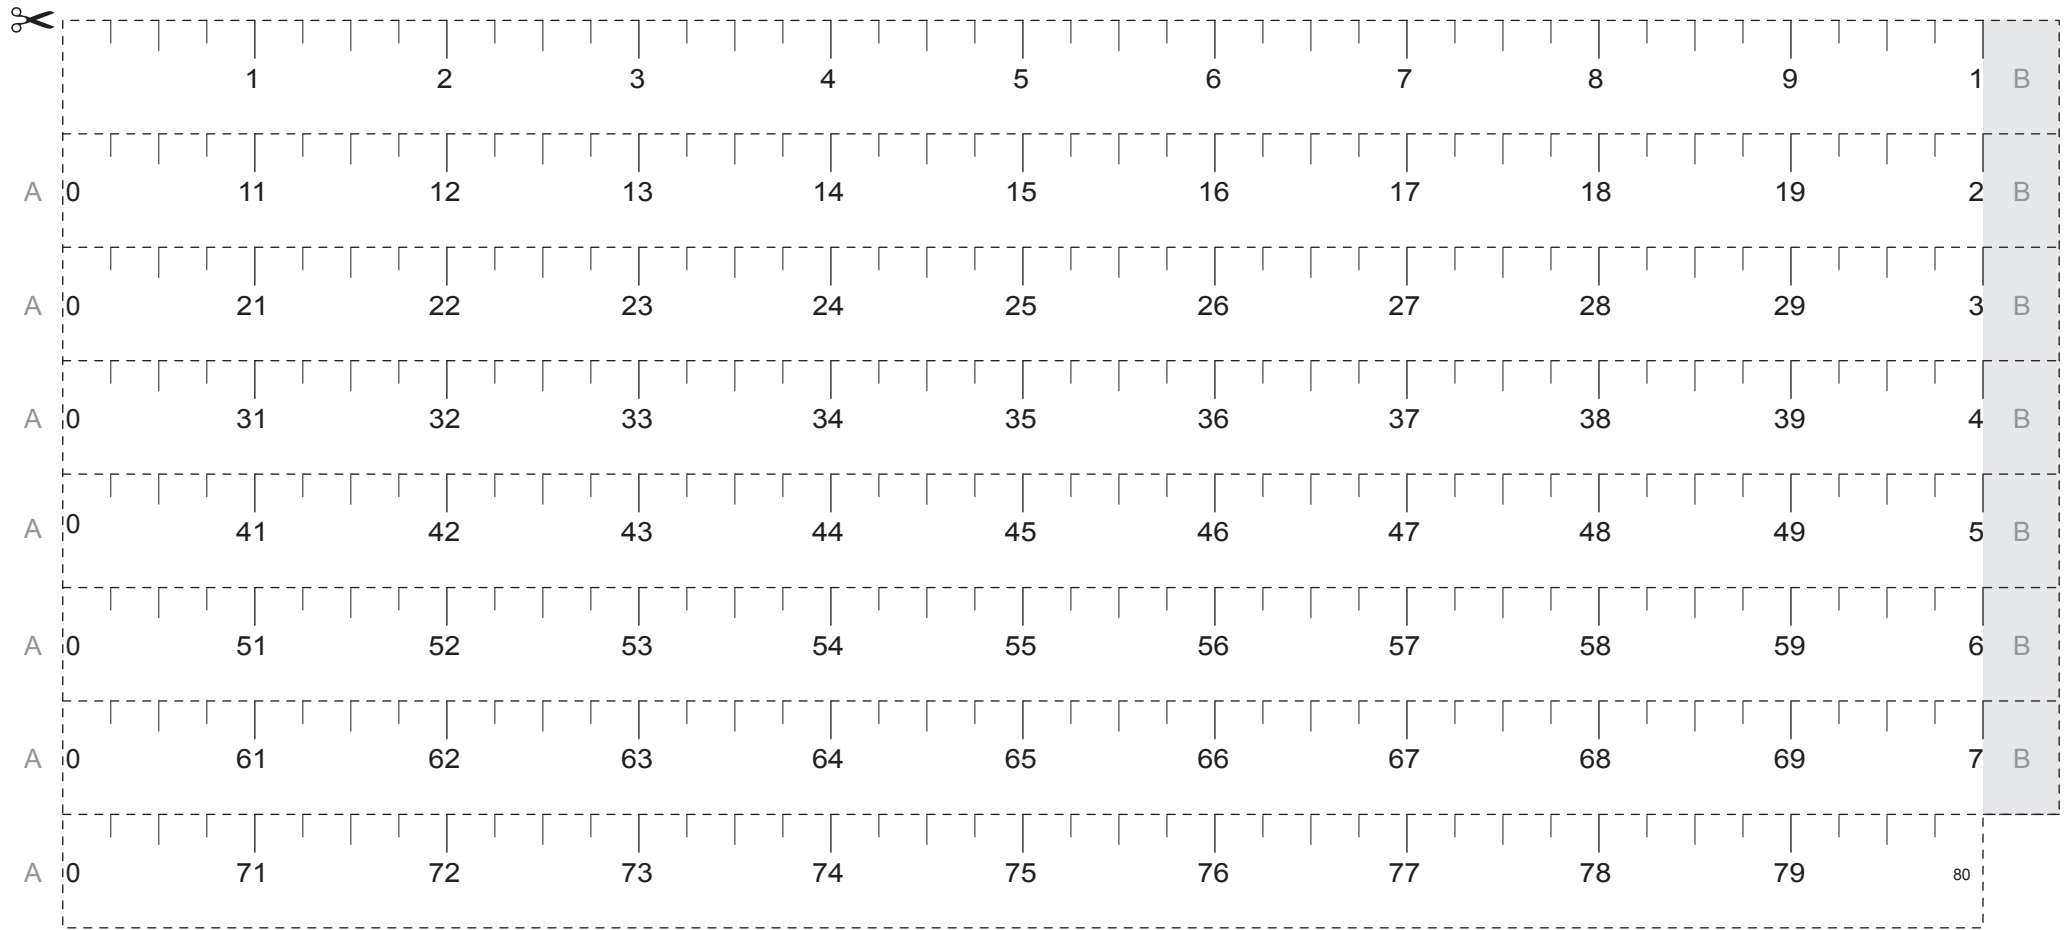 1 2 3 4 5 6 7 8 9 1 B
A 0 11 12 13 14 15 16 17 18 19 2 B
A 0 21 22 23 24 25 26 27 28 29 3 B
A 0 31 32 33 34 35 36 37 38 39 4 B
A 0 41 42 43 44 45 46 47 48 49 5 B
A 0 51 52 53 54 55 56 57 58 59 6 B
A 0 61 62 63 64 65 66 67 68 69 7 B
A 0 71 72 73 74 75 76 77 78 79 80